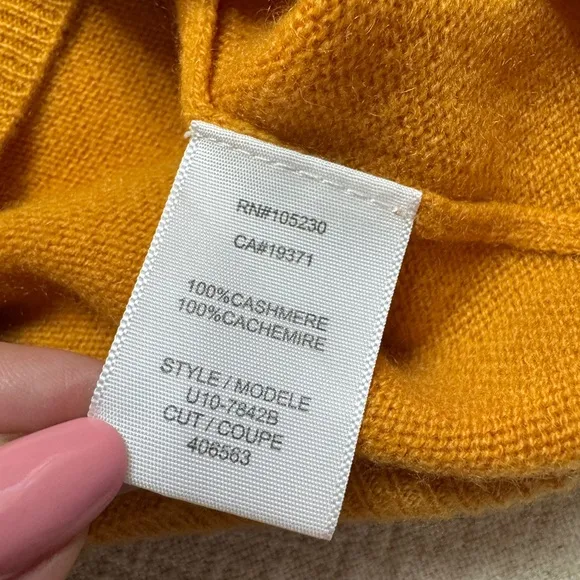 RN#105230
CA#19371
100%CASHMERE
100%CACHEMIRE
STYLE / MODELE
U10-7842B
CUT / COUPE
406563